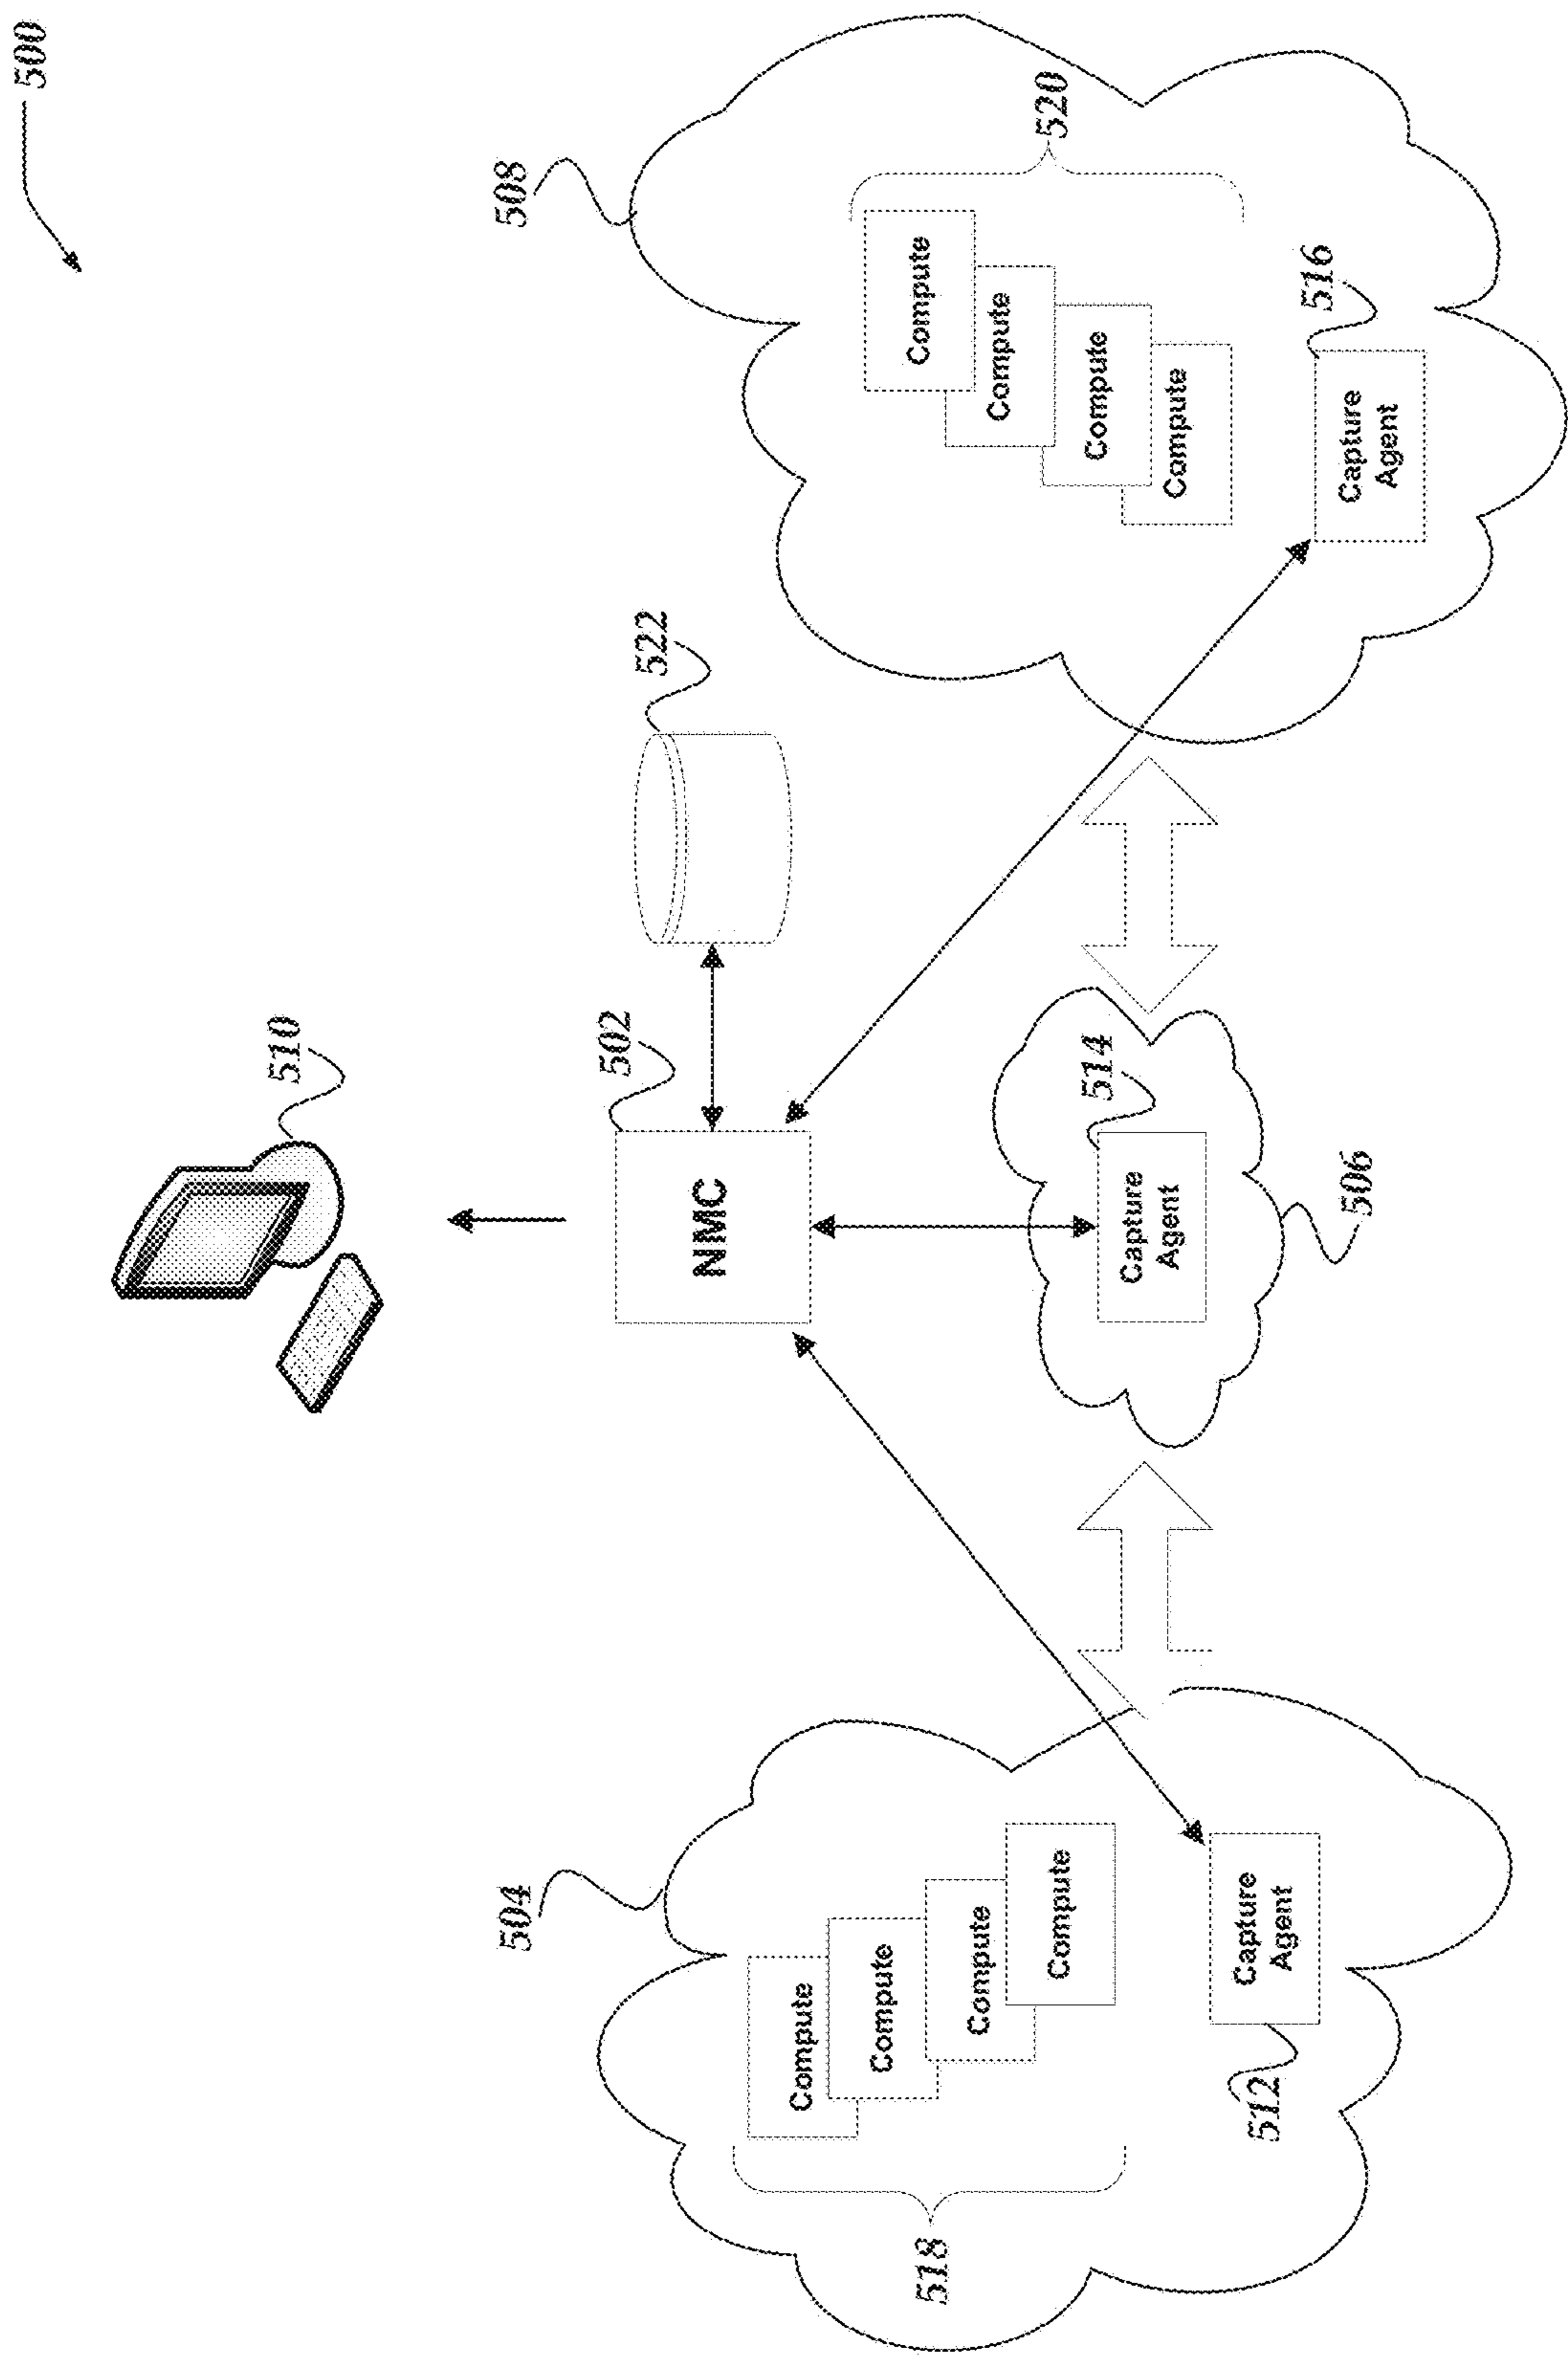 500
510
508
504
502
522
520
Compute
Compute
Compute
Compute
Compute
Compute
Compute
Compute
NMC
518
516
514
Capture
Agent
Capture
Agent
Capture
Agent
512
506